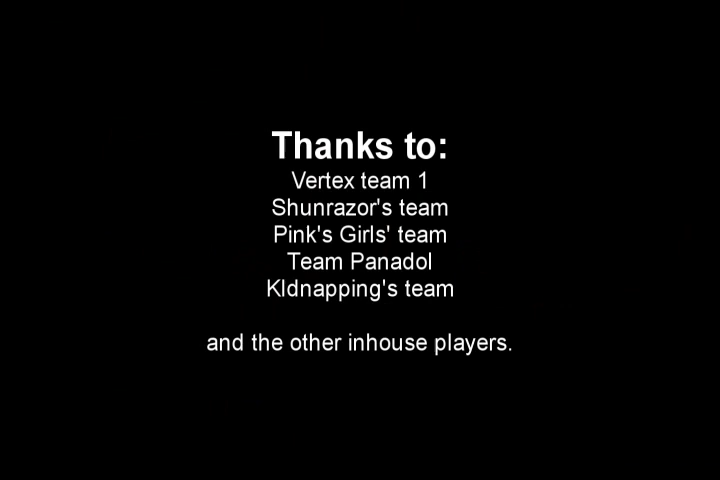 Thanks to:
Vertex team 1
Shunrazor's team
Pink's Girls' team
Team Panadol
KIdnapping's team
and the other inhouse players.